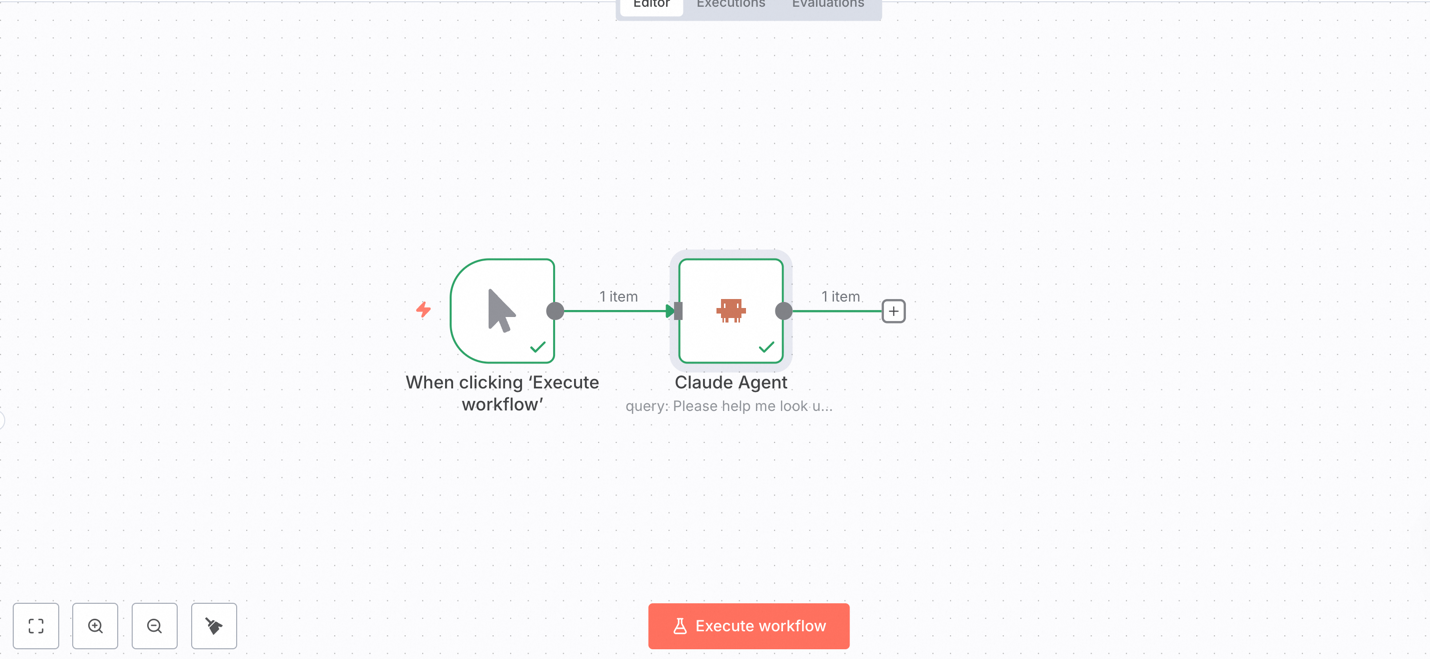 Editor Executions Evaluations
1 item 1 item
When clicking ‘Execute
workflow’
Claude Agent
query: Please help me look u...
Execute workflow